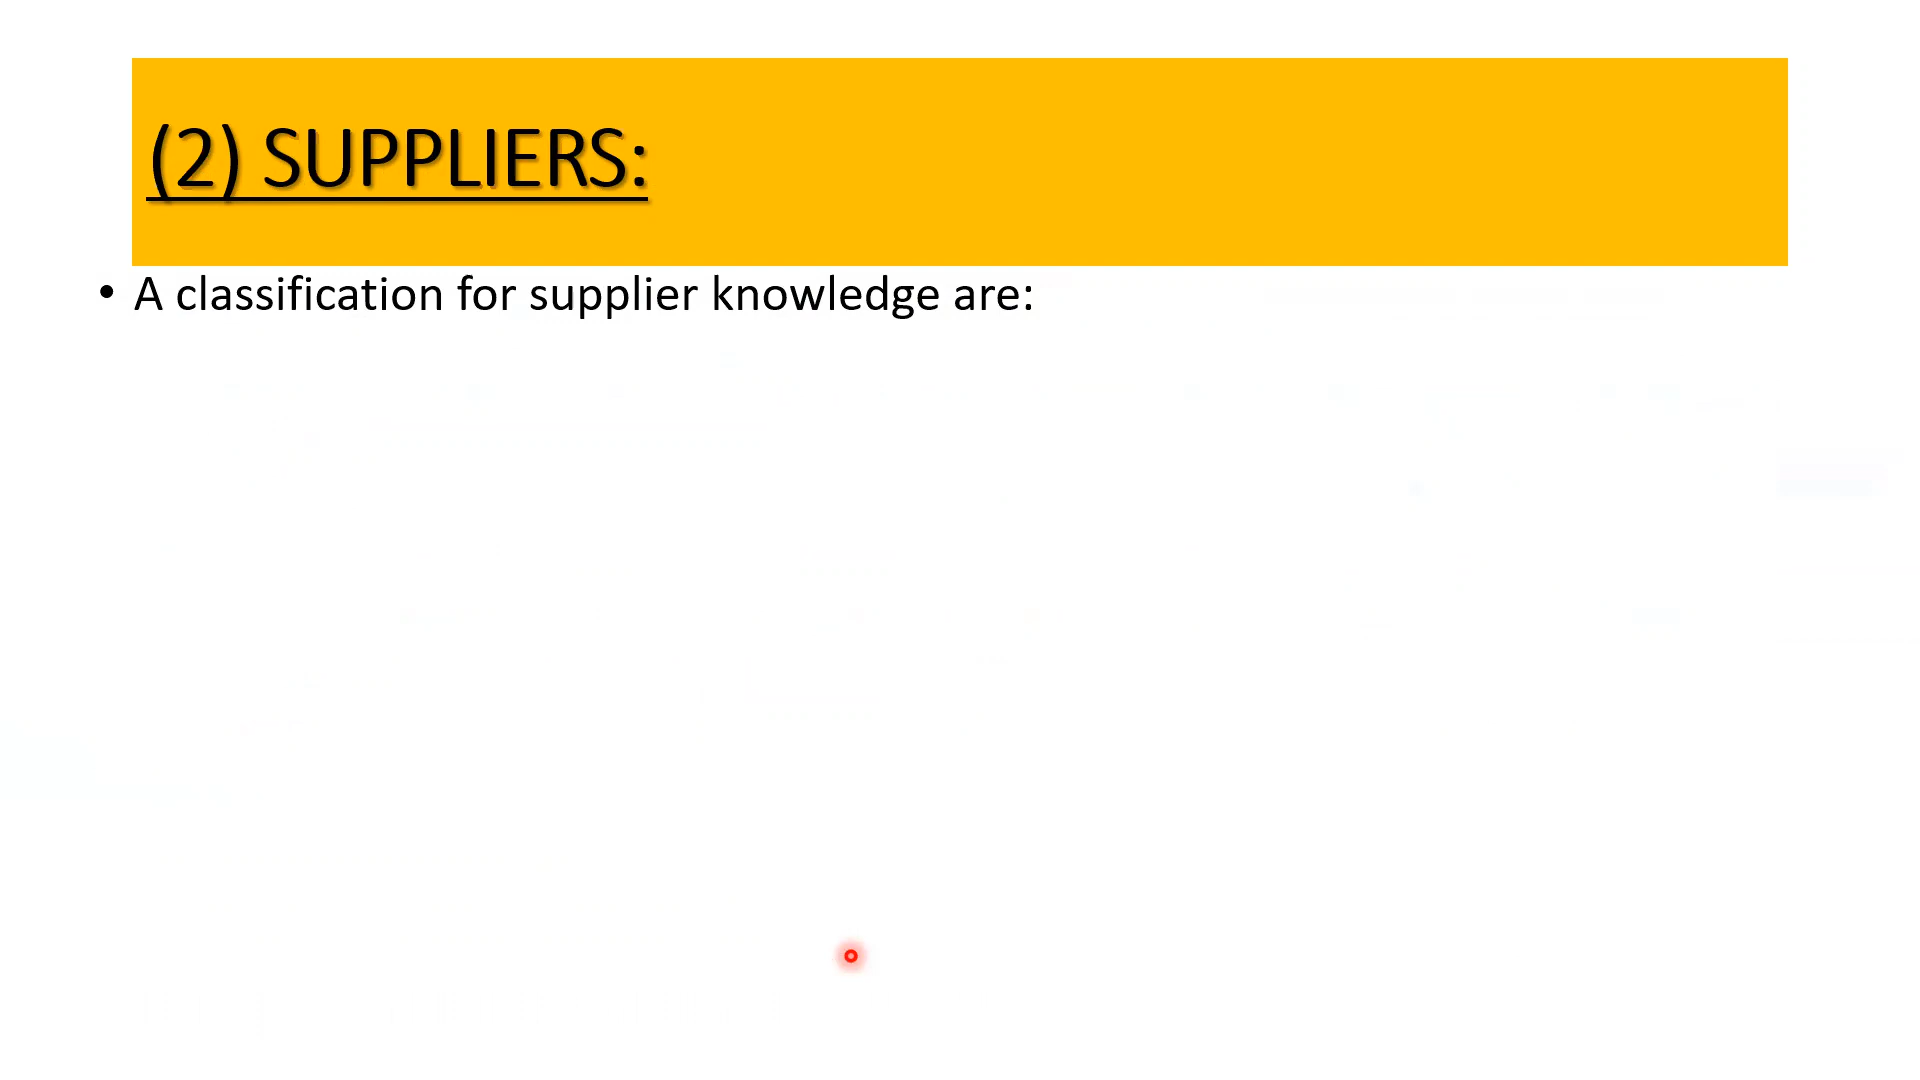 (2) SUPPLIERS:
• A classification for supplier knowledge are: